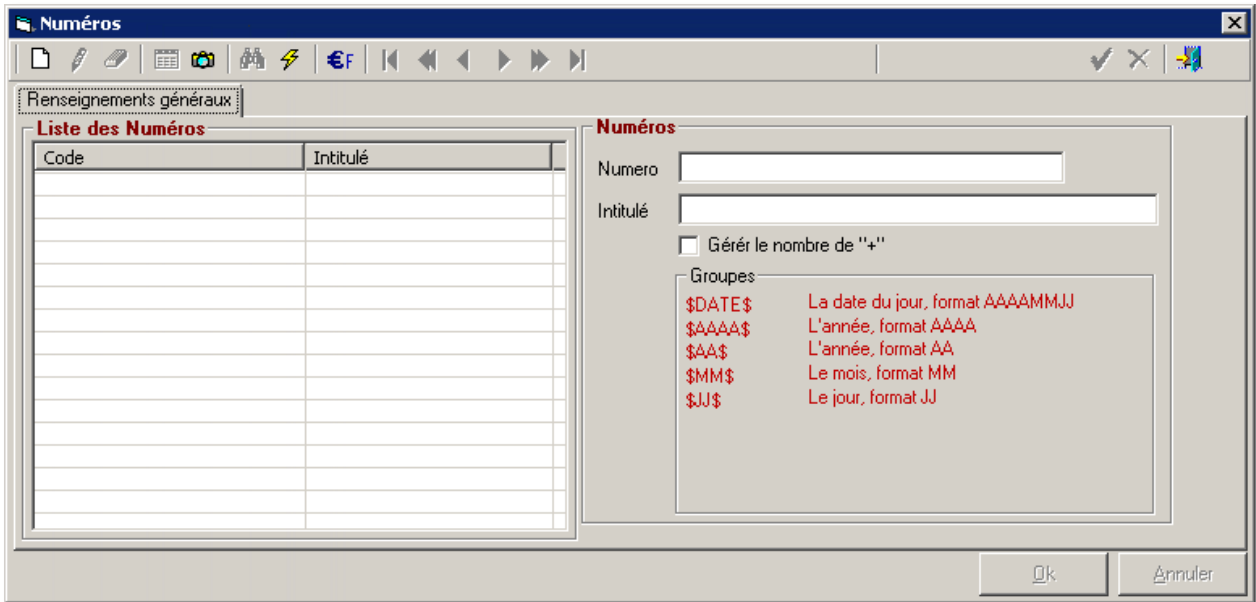 Numéros
€F
Renseignements généraux
Liste des Numéros
Code Intitulé
Numéros
Numero
Intitulé
Gérér le nombre de "+"
Groupes
$DATE$ La date du jour, format AAAAMMJJ
$AAAA$ L'année, format AAAA
$AA$ L'année, format AA
$MM$ Le mois, format MM
$JJ$ Le jour, format JJ
Ok Annuler